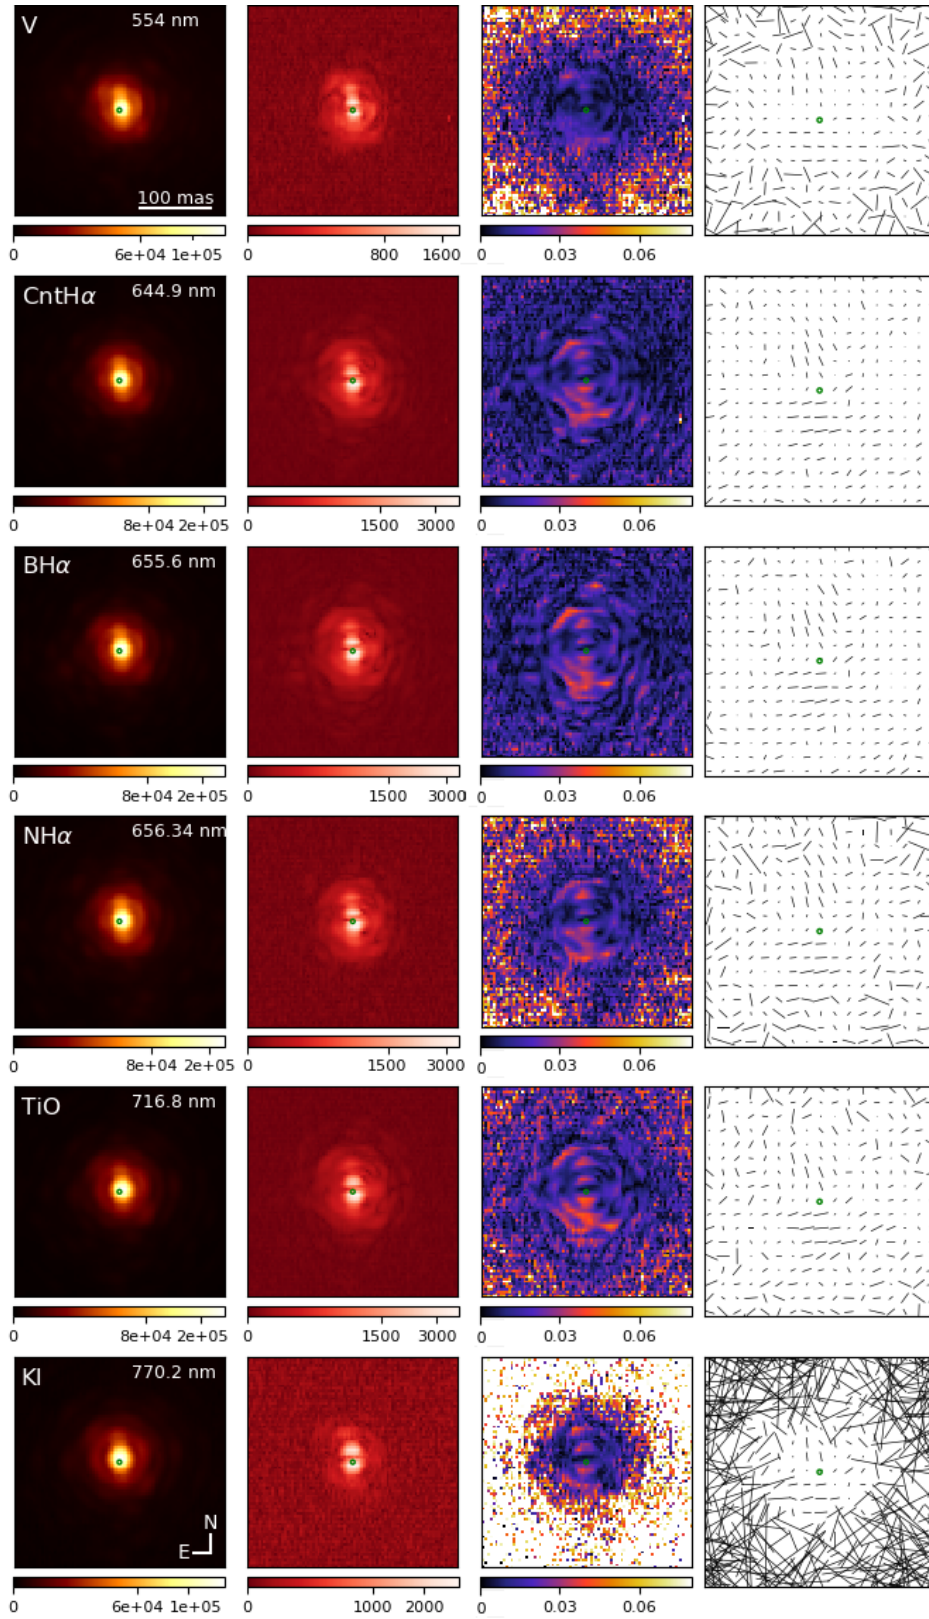 V 554 nm
100 mas
0 6e+04 1e+05 0 800 1600 0 0.03 0.06
CntHα 644.9 nm
0 8e+04 2e+05 0 1500 3000 0 0.03 0.06
BHα 655.6 nm
0 8e+04 2e+05 0 1500 3000 0 0.03 0.06
NHα 656.34 nm
0 8e+04 2e+05 0 1500 3000 0 0.03 0.06
TiO 716.8 nm
0 8e+04 2e+05 0 1500 3000 0 0.03 0.06
KI 770.2 nm
N
E
0 6e+04 1e+05 0 1000 2000 0 0.03 0.06